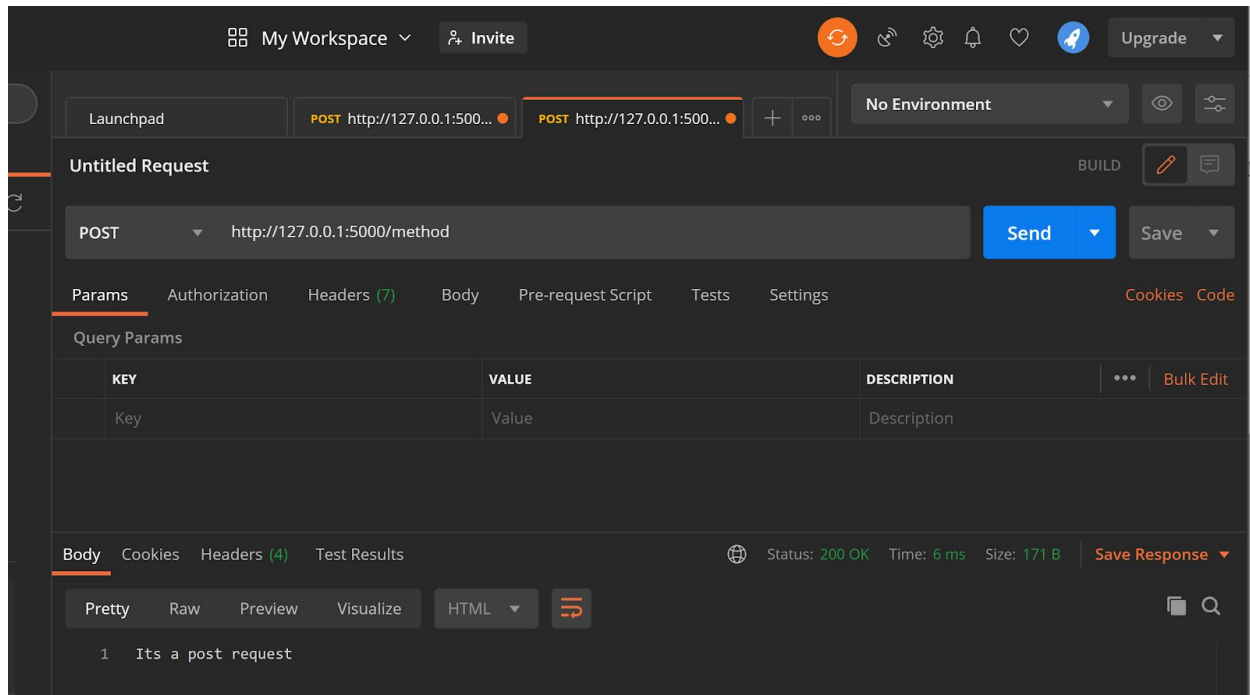 My Workspace Invite Upgrade
Launchpad POST http://127.0.0.1:500... POST http://127.0.0.1:500... No Environment
Untitled Request BUILD
POST http://127.0.0.1:5000/method Send Save
Params Authorization Headers (7) Body Pre-request Script Tests Settings Cookies Code
Query Params
KEY VALUE DESCRIPTION Bulk Edit
Key Value Description
Body Cookies Headers (4) Test Results Status: 200 OK Time: 6 ms Size: 171 B Save Response
Pretty Raw Preview Visualize HTML
1 Its a post request